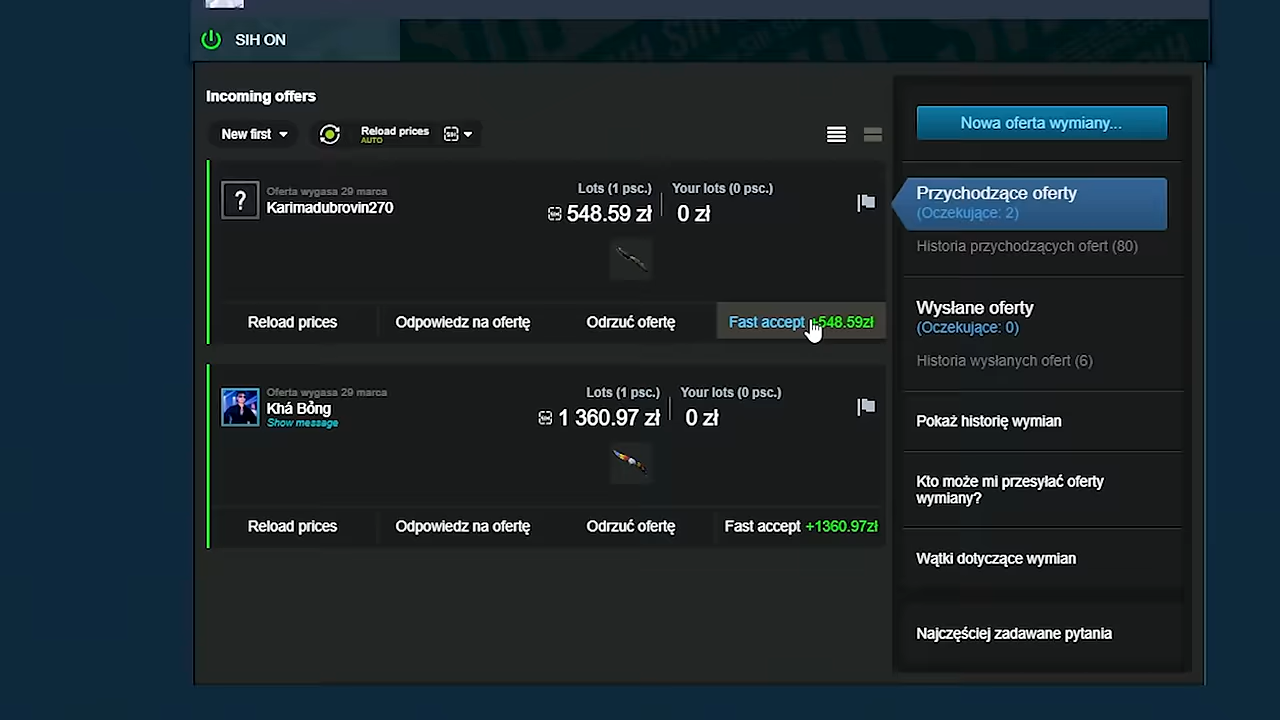 SIH ON
Incoming offers
New first
Reload prices
AUTO
Nowa oferta wymiany...
Przychodzące oferty
(Oczekujące: 2)
Historia przychodzących ofert (80)
Wysłane oferty
(Oczekujące: 0)
Historia wysłanych ofert (6)
Pokaż historię wymian
Kto może mi przesyłać oferty
wymiany?
Wątki dotyczące wymian
Najczęściej zadawane pytania
?
Oferta wygasa 29 marca
Karimadubrovin270
Lots (1 psc.)
548.59 zł
Your lots (0 psc.)
0 zł
Reload prices
Odpowiedz na ofertę
Odrzuć ofertę
Fast accept +548.59zł
Oferta wygasa 29 marca
Khá Bỏng
Show message
Lots (1 psc.)
1 360.97 zł
Your lots (0 psc.)
0 zł
Reload prices
Odpowiedz na ofertę
Odrzuć ofertę
Fast accept +1360.97zł